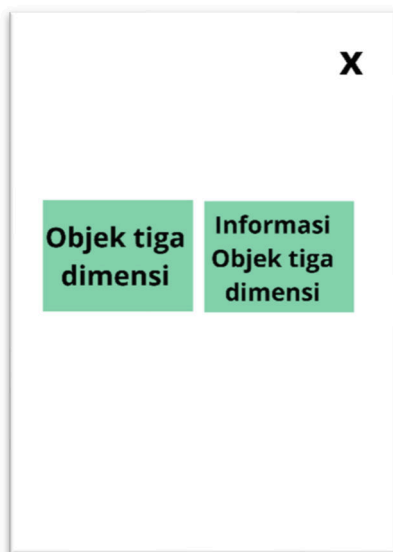 X
Objek tiga
dimensi
Informasi
Objek tiga
dimensi